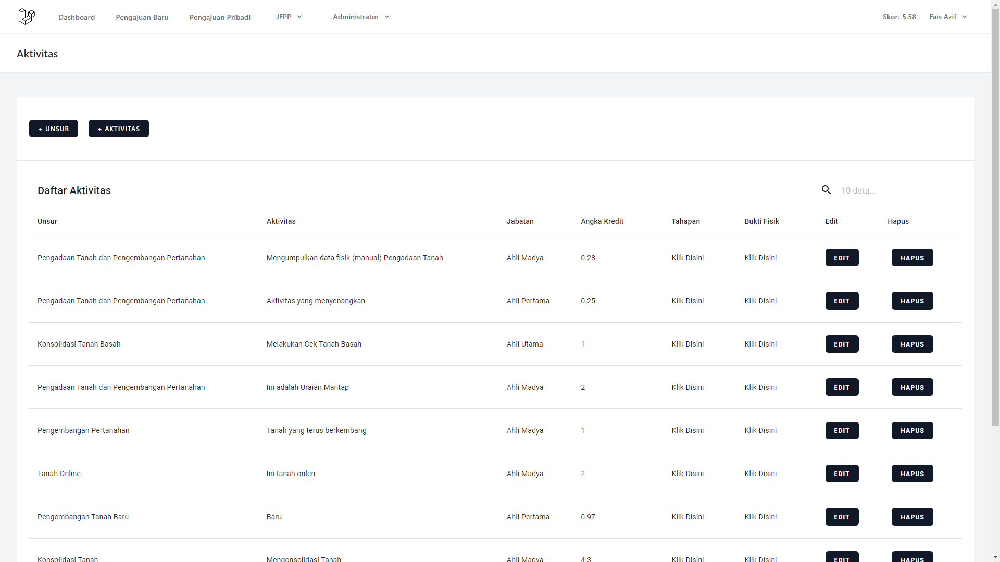 Dashboard Pengajuan Baru Pengajuan Pribadi JFPP Administrator Skor: 5.58 Fais Azif
Aktivitas
+ UNSUR + AKTIVITAS
Daftar Aktivitas 10 data...
Unsur Aktivitas Jabatan Angka Kredit Tahapan Bukti Fisik Edit Hapus
Pengadaan Tanah dan Pengembangan Pertanahan Mengumpulkan data fisik (manual) Pengadaan Tanah Ahli Madya 0.28 Klik Disini Klik Disini EDIT HAPUS
Pengadaan Tanah dan Pengembangan Pertanahan Aktivitas yang menyenangkan Ahli Pertama 0.25 Klik Disini Klik Disini EDIT HAPUS
Konsolidasi Tanah Basah Melakukan Cek Tanah Basah Ahli Utama 1 Klik Disini Klik Disini EDIT HAPUS
Pengadaan Tanah dan Pengembangan Pertanahan Ini adalah Uraian Mantap Ahli Madya 2 Klik Disini Klik Disini EDIT HAPUS
Pengembangan Pertanahan Tanah yang terus berkembang Ahli Madya 1 Klik Disini Klik Disini EDIT HAPUS
Tanah Online Ini tanah onlen Ahli Madya 2 Klik Disini Klik Disini EDIT HAPUS
Pengembangan Tanah Baru Baru Ahli Pertama 0.97 Klik Disini Klik Disini EDIT HAPUS
Konsolidasi Tanah Mengonsolidasi Tanah Ahli Madya 4.3 Klik Disini Klik Disini EDIT HAPUS